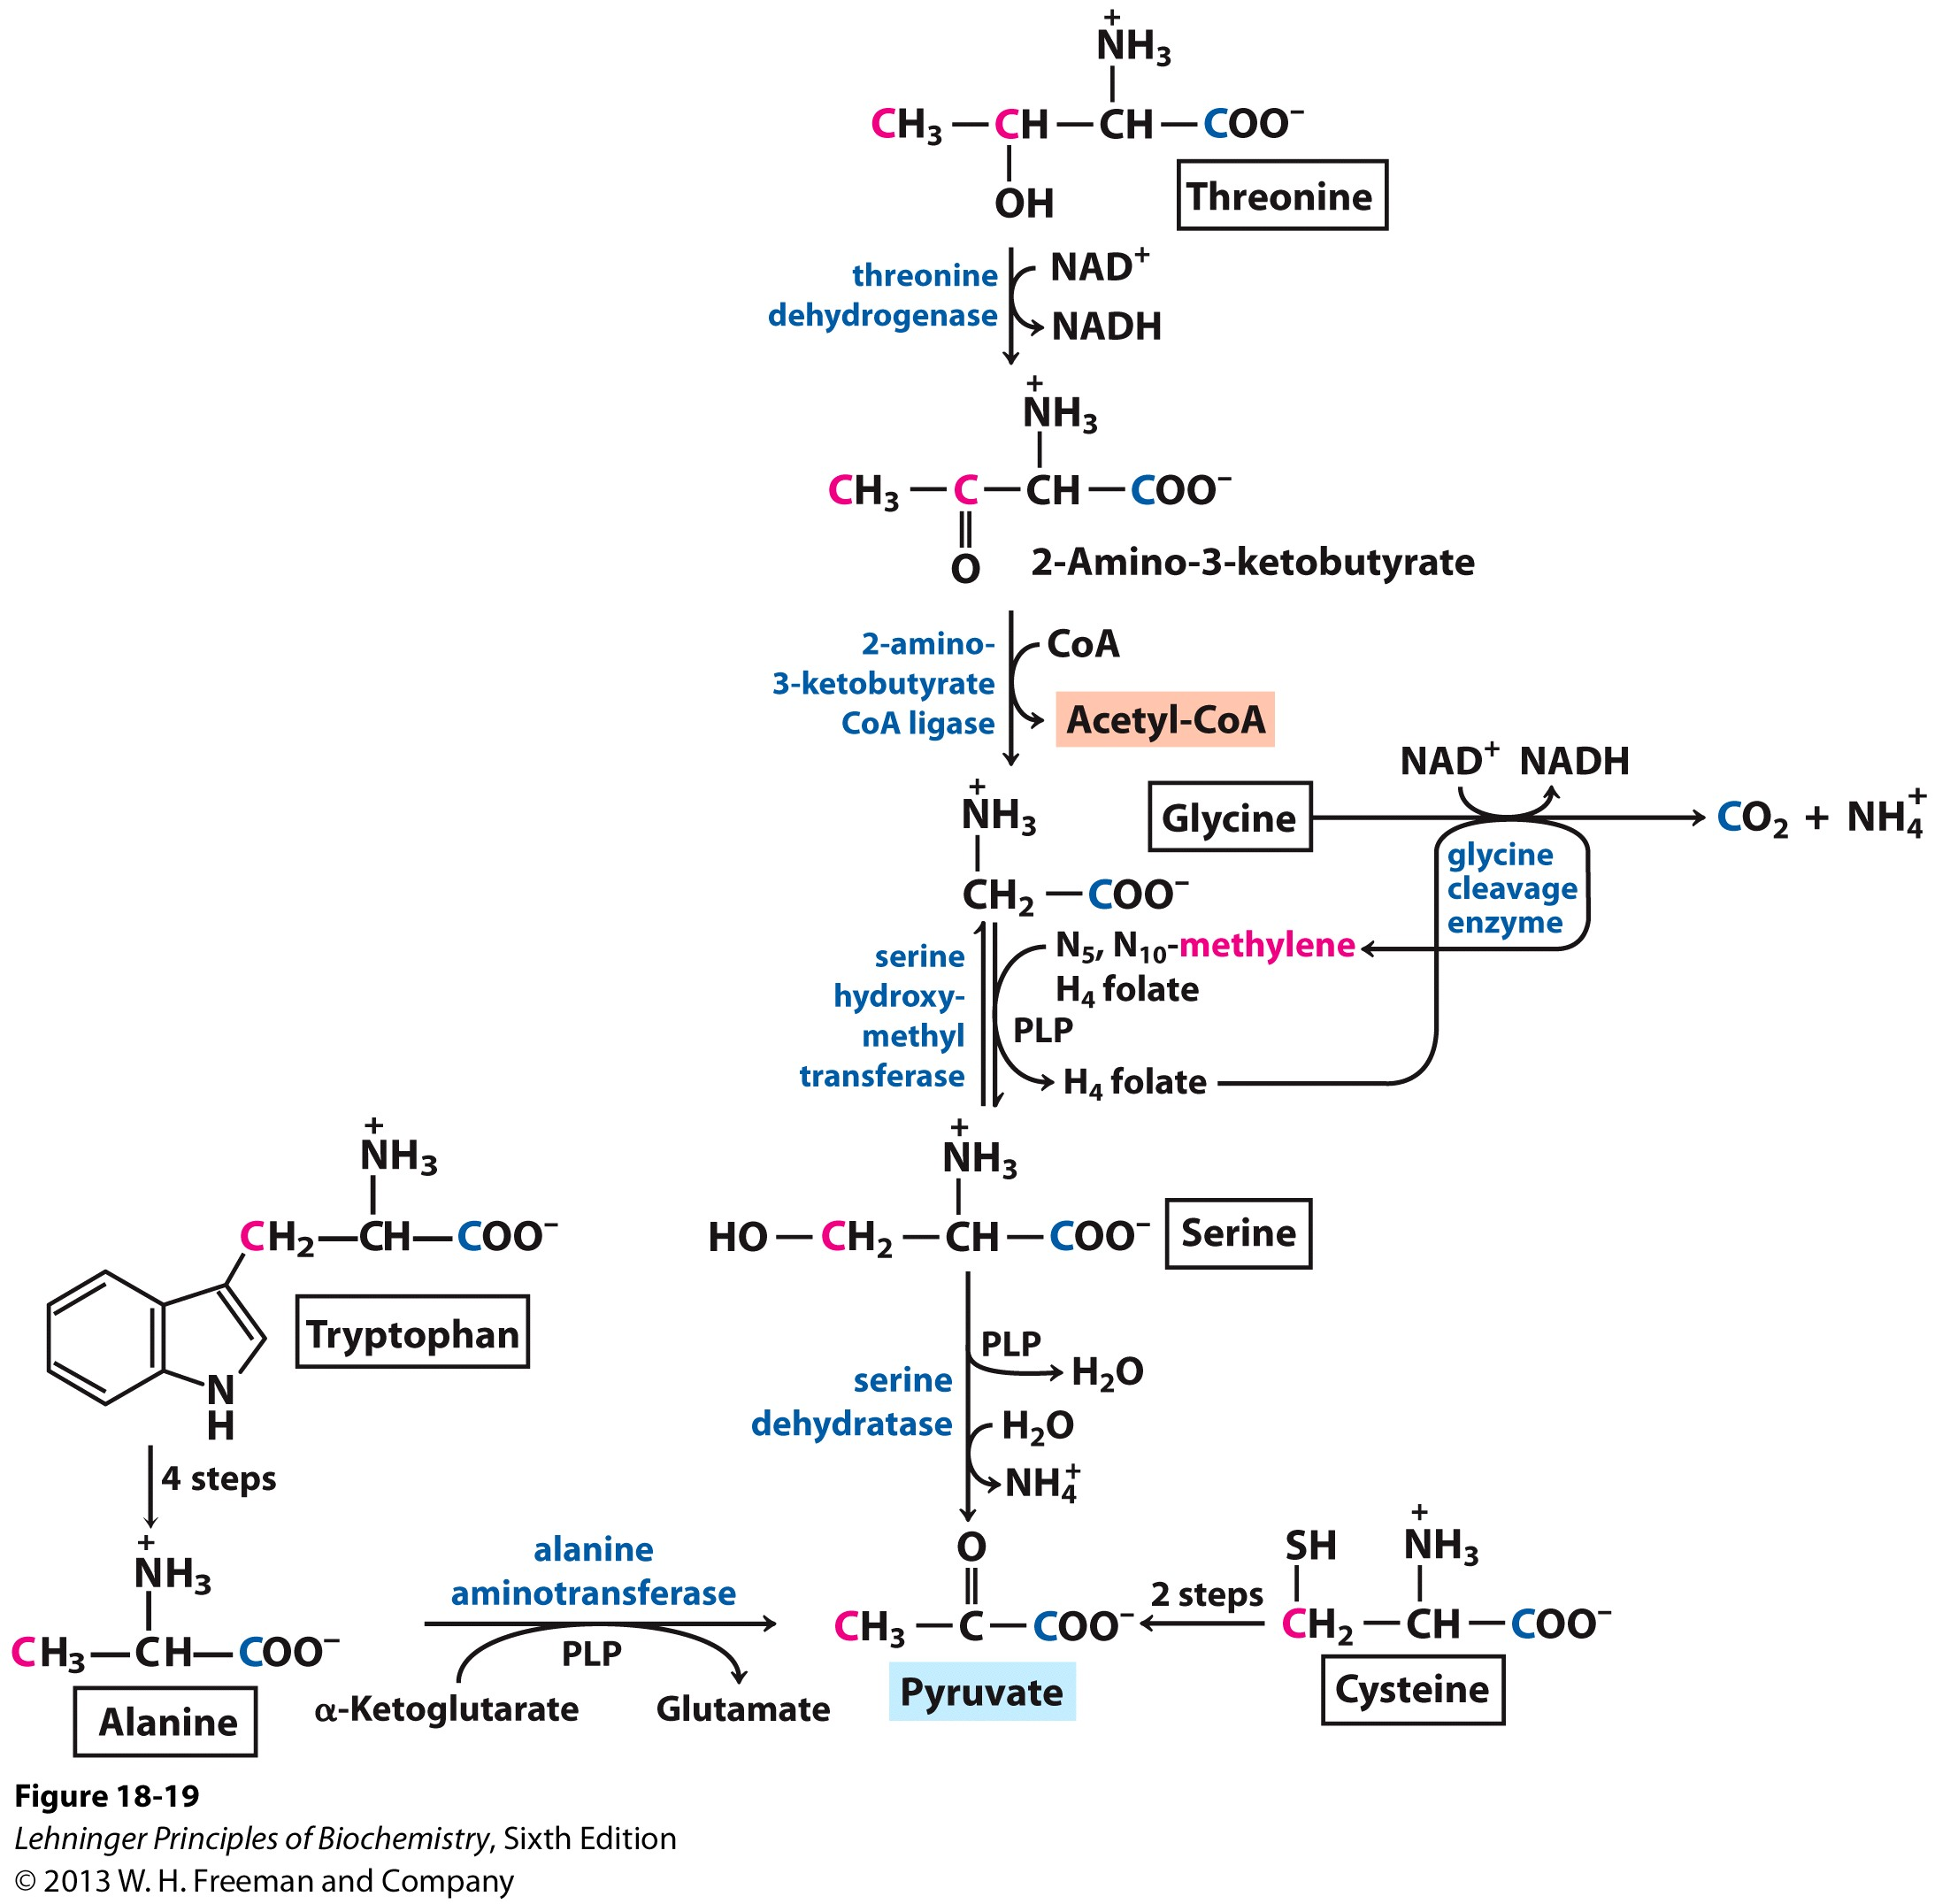 +
NH3
CH3 — CH — CH — COO−
OH
Threonine
threonine
dehydrogenase
NAD+
NADH
+
NH3
CH3 — C — CH — COO−
O
2-Amino-3-ketobutyrate
2-amino-
3-ketobutyrate
CoA ligase
CoA
Acetyl-CoA
+
NH3
CH2 — COO−
Glycine
NAD+ NADH
CO2 + NH4+
glycine
cleavage
enzyme
serine
hydroxy-
methyl
transferase
N5, N10-methylene
H4 folate
PLP
H4 folate
+
NH3
CH2—CH—COO−
N
H
Tryptophan
4 steps
+
NH3
HO — CH2 — CH — COO−
Serine
serine
dehydratase
PLP
H2O
H2O
NH4+
+
NH3
CH3—CH—COO−
Alanine
alanine
aminotransferase
PLP
α-Ketoglutarate
Glutamate
O
CH3 — C — COO−
Pyruvate
2 steps
+
SH NH3
CH2 — CH — COO−
Cysteine
Figure 18-19
Lehninger Principles of Biochemistry, Sixth Edition
© 2013 W. H. Freeman and Company